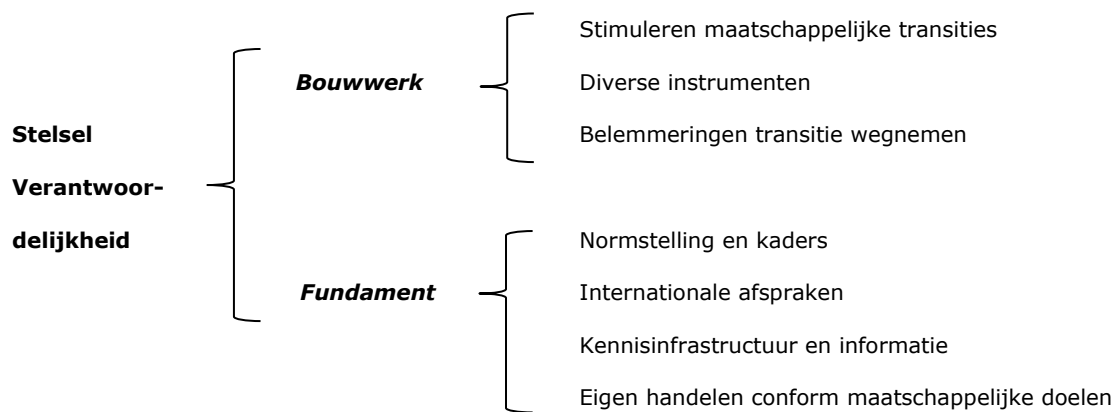 Stimuleren maatschappelijke transities
Bouwwerk
Diverse instrumenten
Stelsel
Belemmeringen transitie wegnemen
Verantwoor-
delijkheid
Normstelling en kaders
Fundament
Internationale afspraken
Kennisinfrastructuur en informatie
Eigen handelen conform maatschappelijke doelen